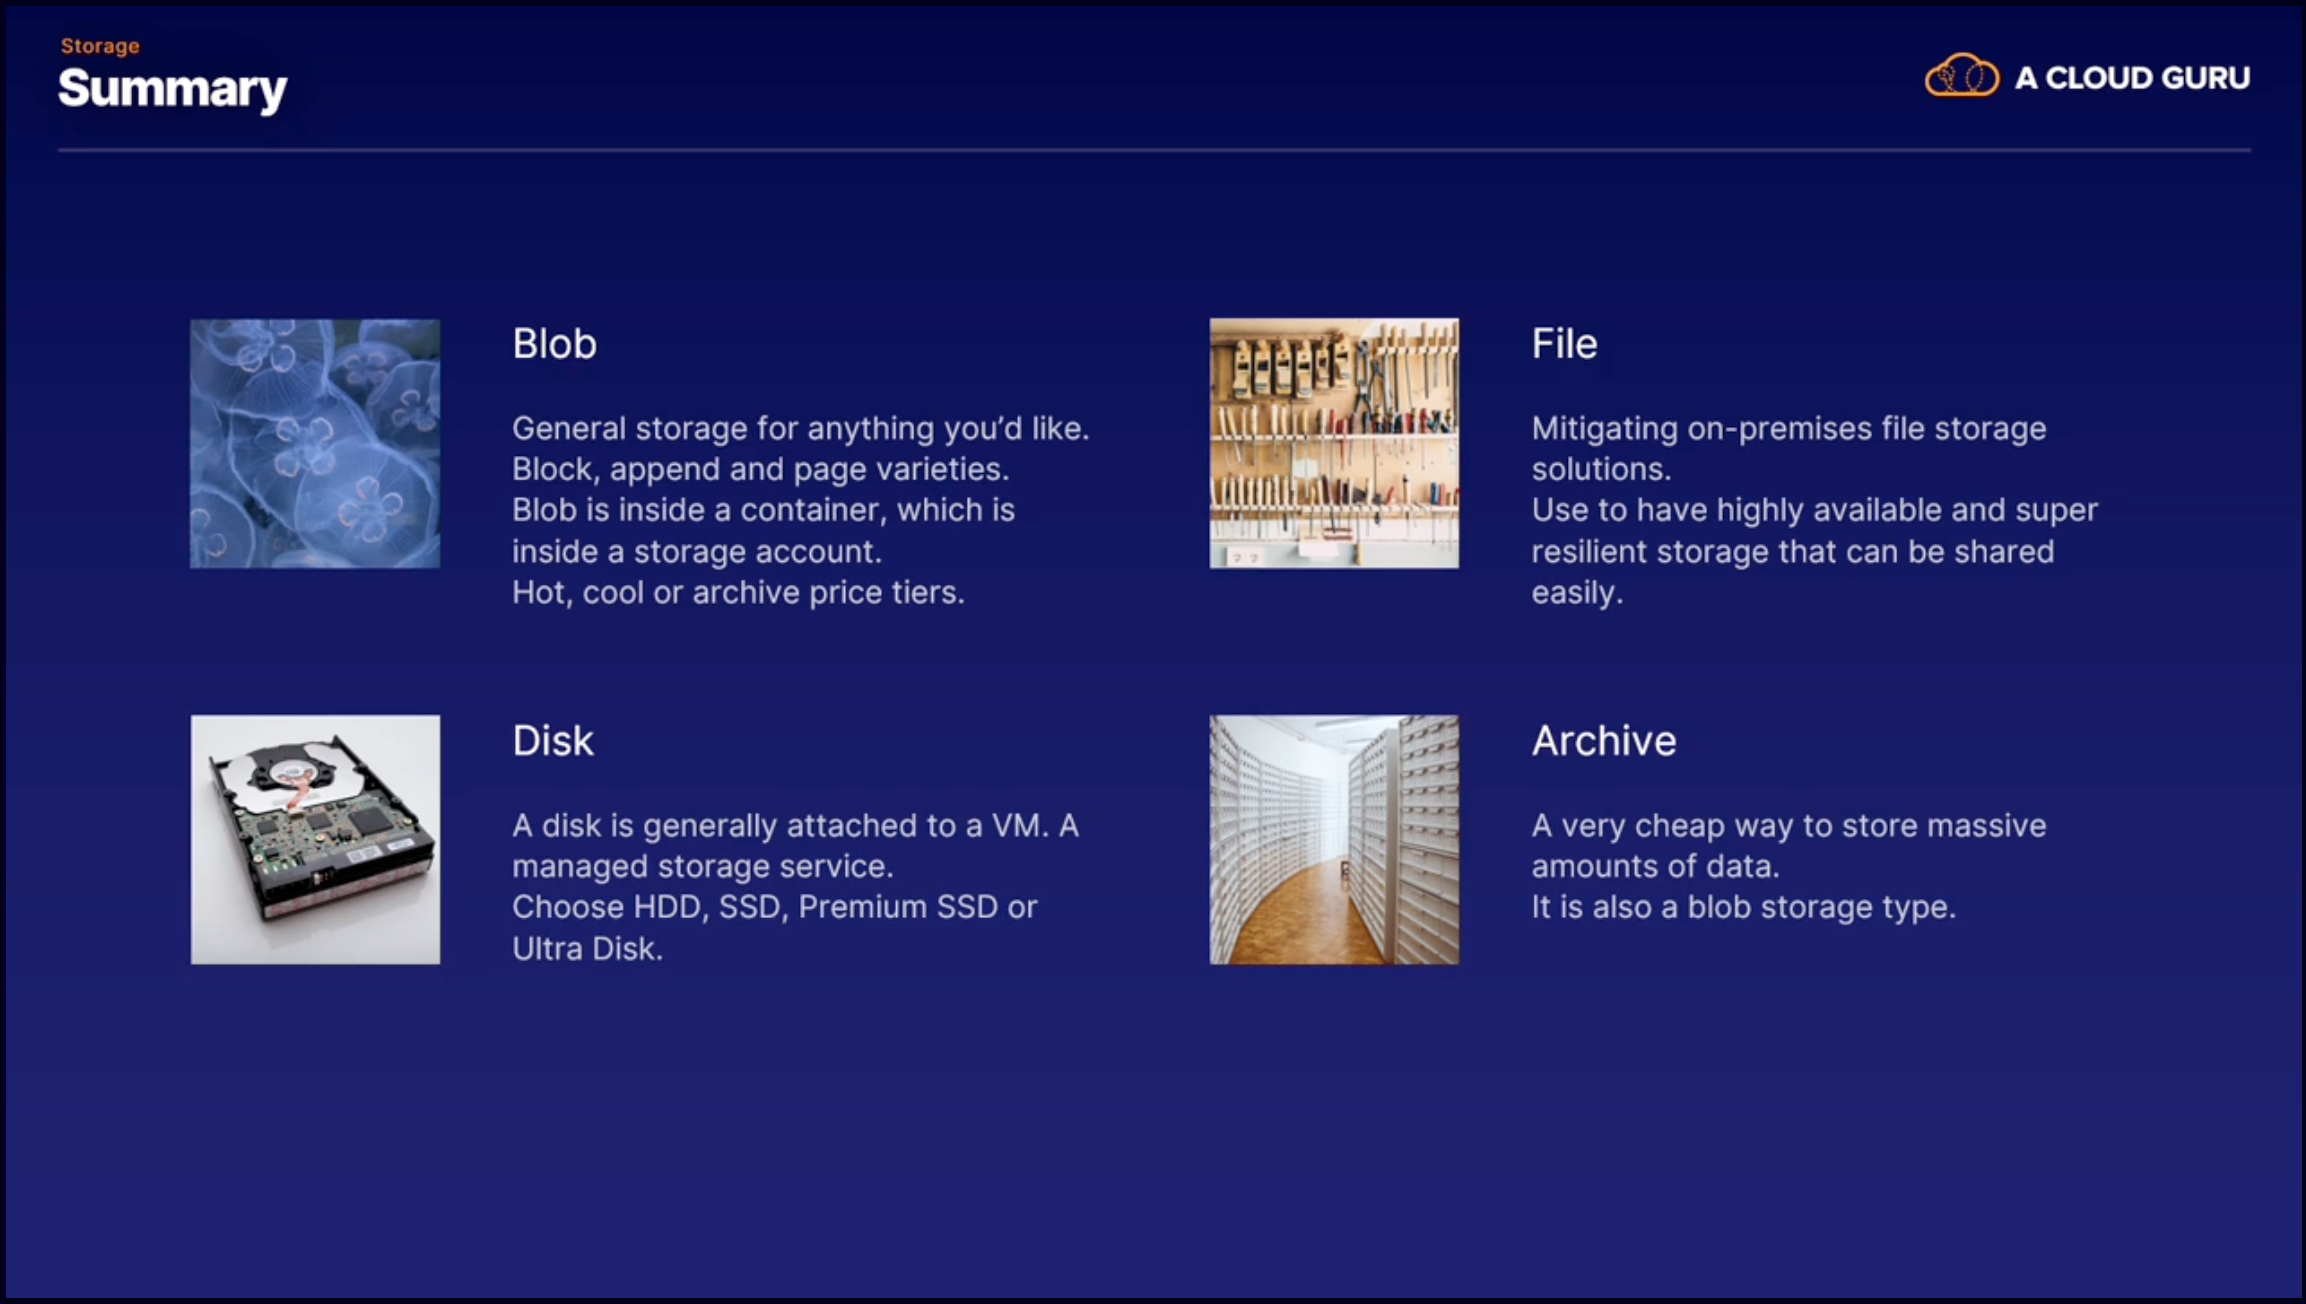 Storage
Summary
A CLOUD GURU
Blob
General storage for anything you’d like.
Block, append and page varieties.
Blob is inside a container, which is
inside a storage account.
Hot, cool or archive price tiers.
File
Mitigating on-premises file storage
solutions.
Use to have highly available and super
resilient storage that can be shared
easily.
Disk
A disk is generally attached to a VM. A
managed storage service.
Choose HDD, SSD, Premium SSD or
Ultra Disk.
Archive
A very cheap way to store massive
amounts of data.
It is also a blob storage type.